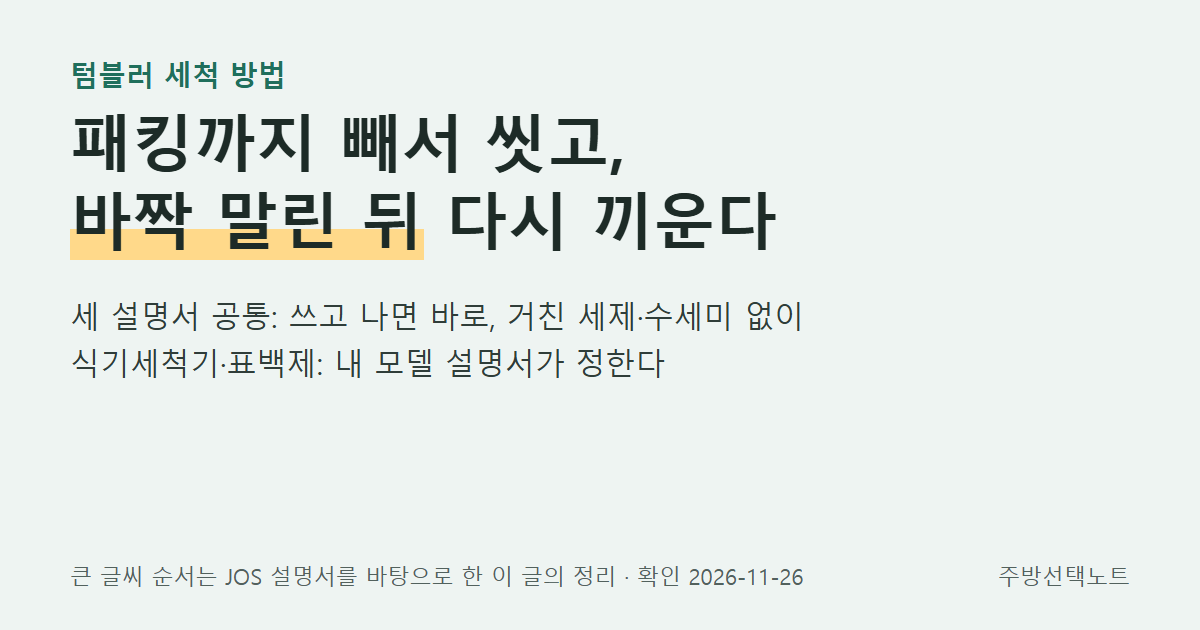 텀블러 세척 방법
패킹까지 빼서 씻고,
바짝 말린 뒤 다시 끼운다
세 설명서 공통: 쓰고 나면 바로, 거친 세제·수세미 없이
식기세척기·표백제: 내 모델 설명서가 정한다
큰 글씨 순서는 JOS 설명서를 바탕으로 한 이 글의 정리 · 확인 2026-11-26
주방선택노트